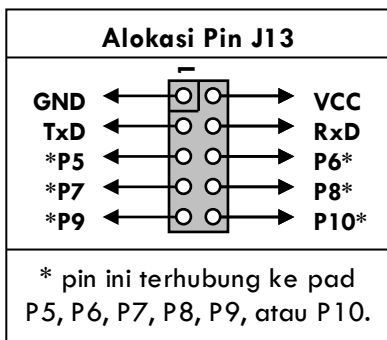 Alokasi Pin J13
1
GND VCC
TxD RxD
*P5 P6*
*P7 P8*
*P9 P10*
* pin ini terhubung ke pad
P5, P6, P7, P8, P9, atau P10.